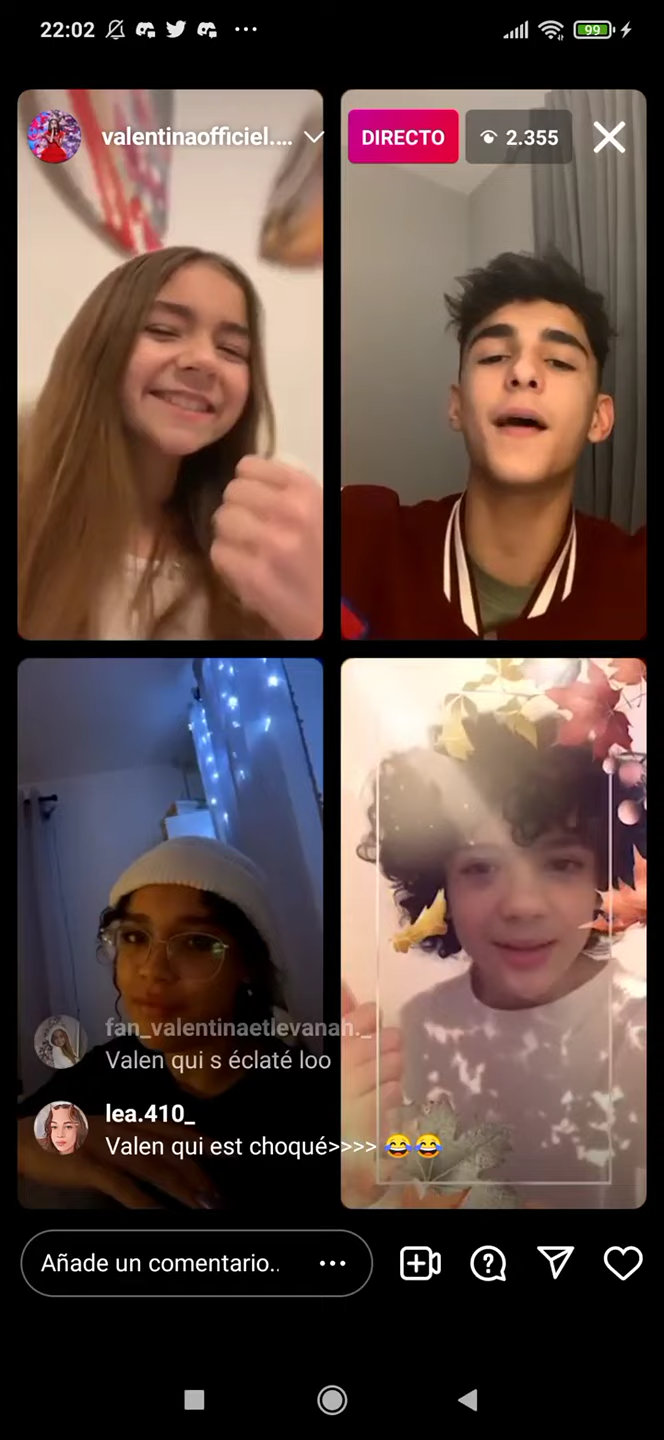 22:02
99
valentinaofficiel....
DIRECTO
2.355
fan_valentinaetlevanah._
Valen qui s éclaté loo
lea.410_
Valen qui est choqué>>>> 😂😂
Añade un comentario..